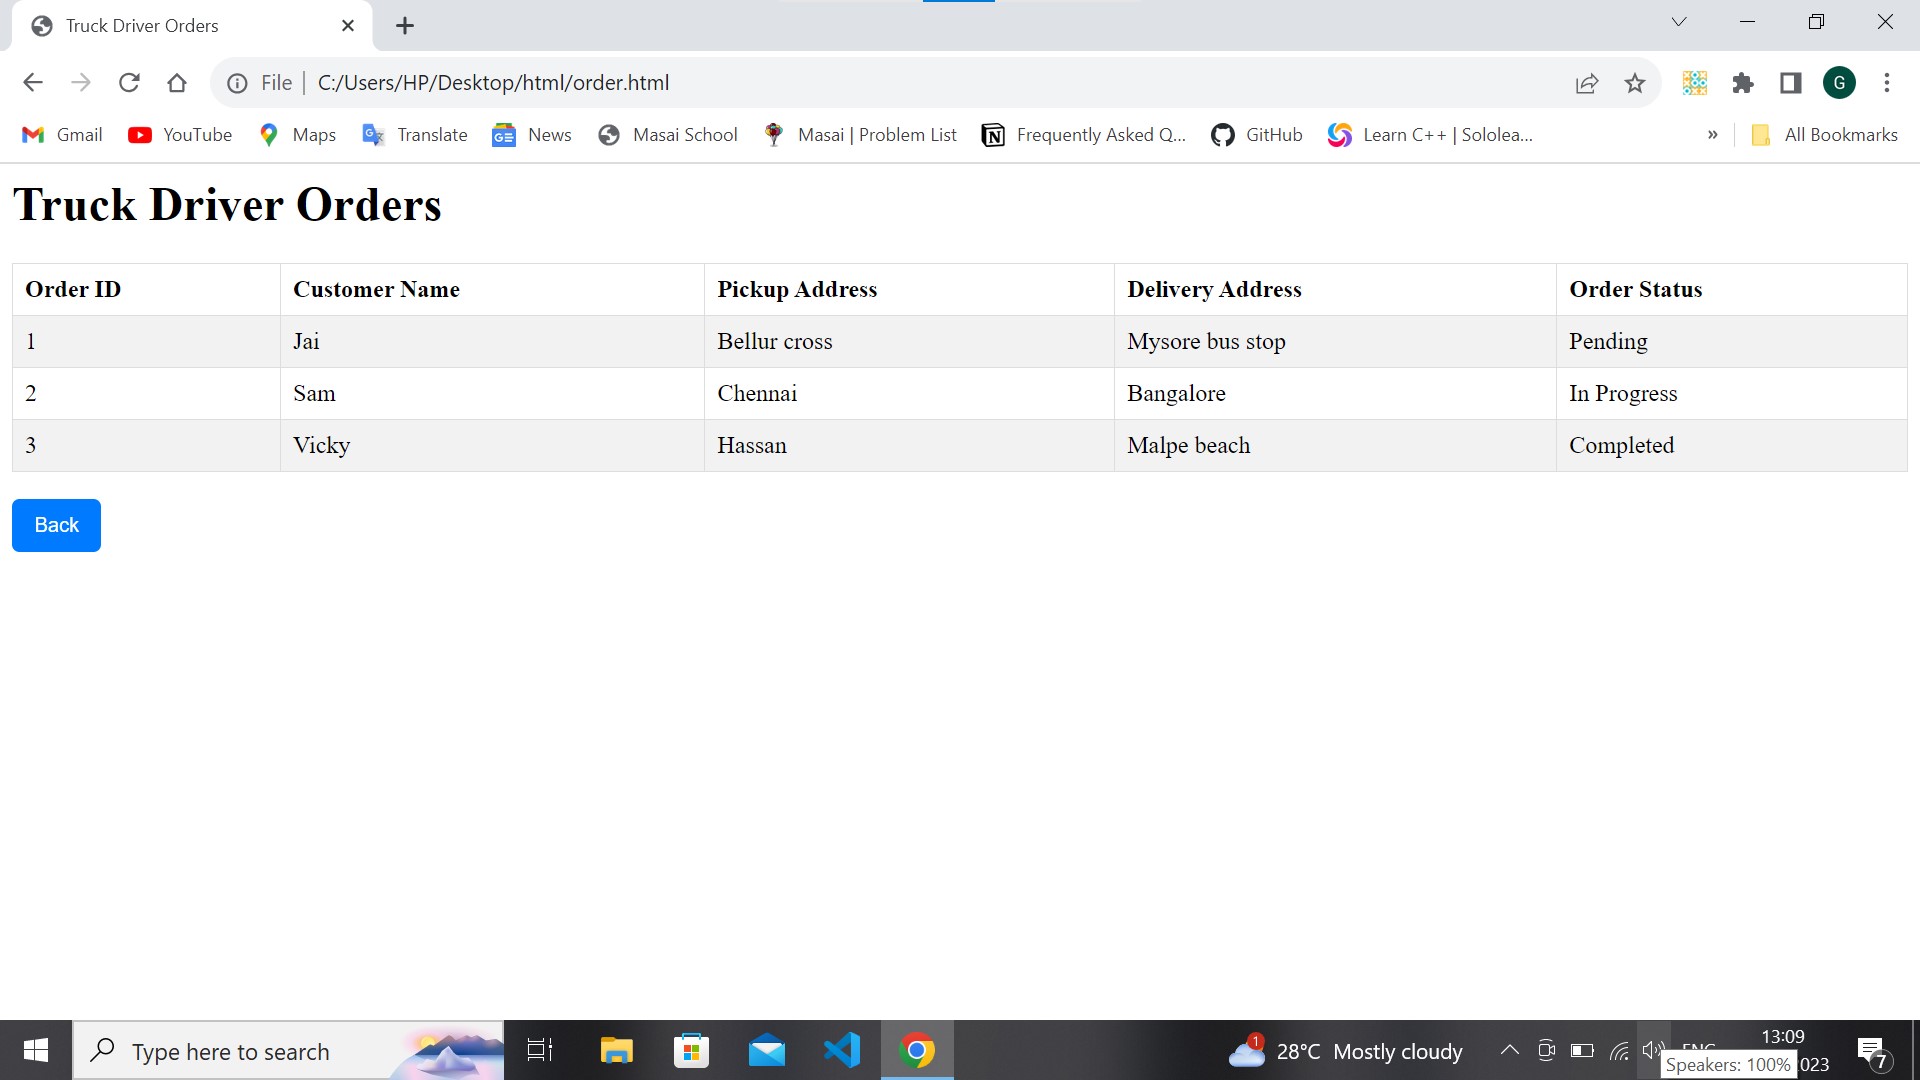 Truck Driver Orders
File C:/Users/HP/Desktop/html/order.html
G
Gmail YouTube Maps Translate News Masai School Masai | Problem List Frequently Asked Q... GitHub Learn C++ | Sololea... » All Bookmarks
Truck Driver Orders
Order ID Customer Name Pickup Address Delivery Address Order Status
1 Jai Bellur cross Mysore bus stop Pending
2 Sam Chennai Bangalore In Progress
3 Vicky Hassan Malpe beach Completed
Back
Type here to search
1 28°C Mostly cloudy
13:09
2023
Speakers: 100%
7